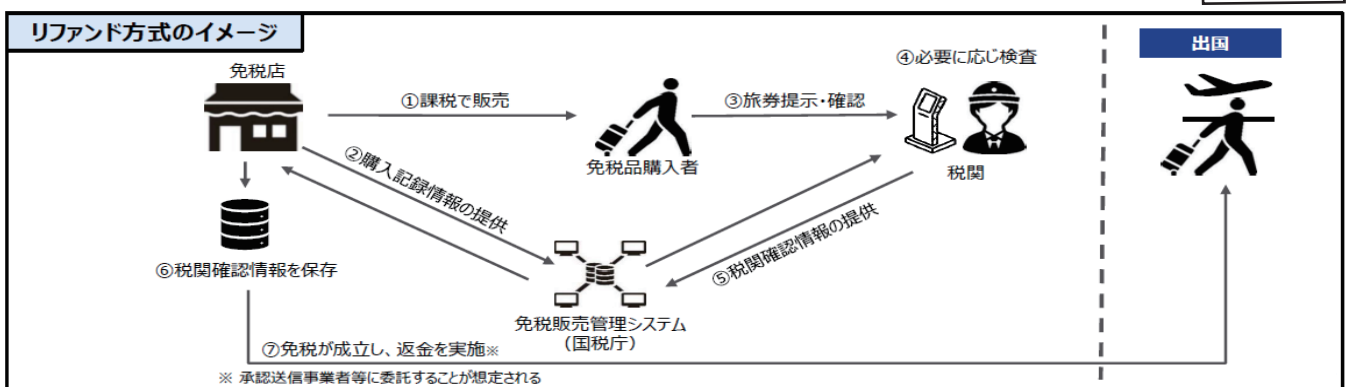 リファンド方式のイメージ
免税店
①課税で販売
免税品購入者
③旅券提示・確認
④必要に応じ検査
税関
出国
②購入記録情報の提供
⑤税関確認情報の提供
⑥税関確認情報を保存
免税販売管理システム
（国税庁）
⑦免税が成立し、返金を実施※
※ 承認送信事業者等に委託することが想定される